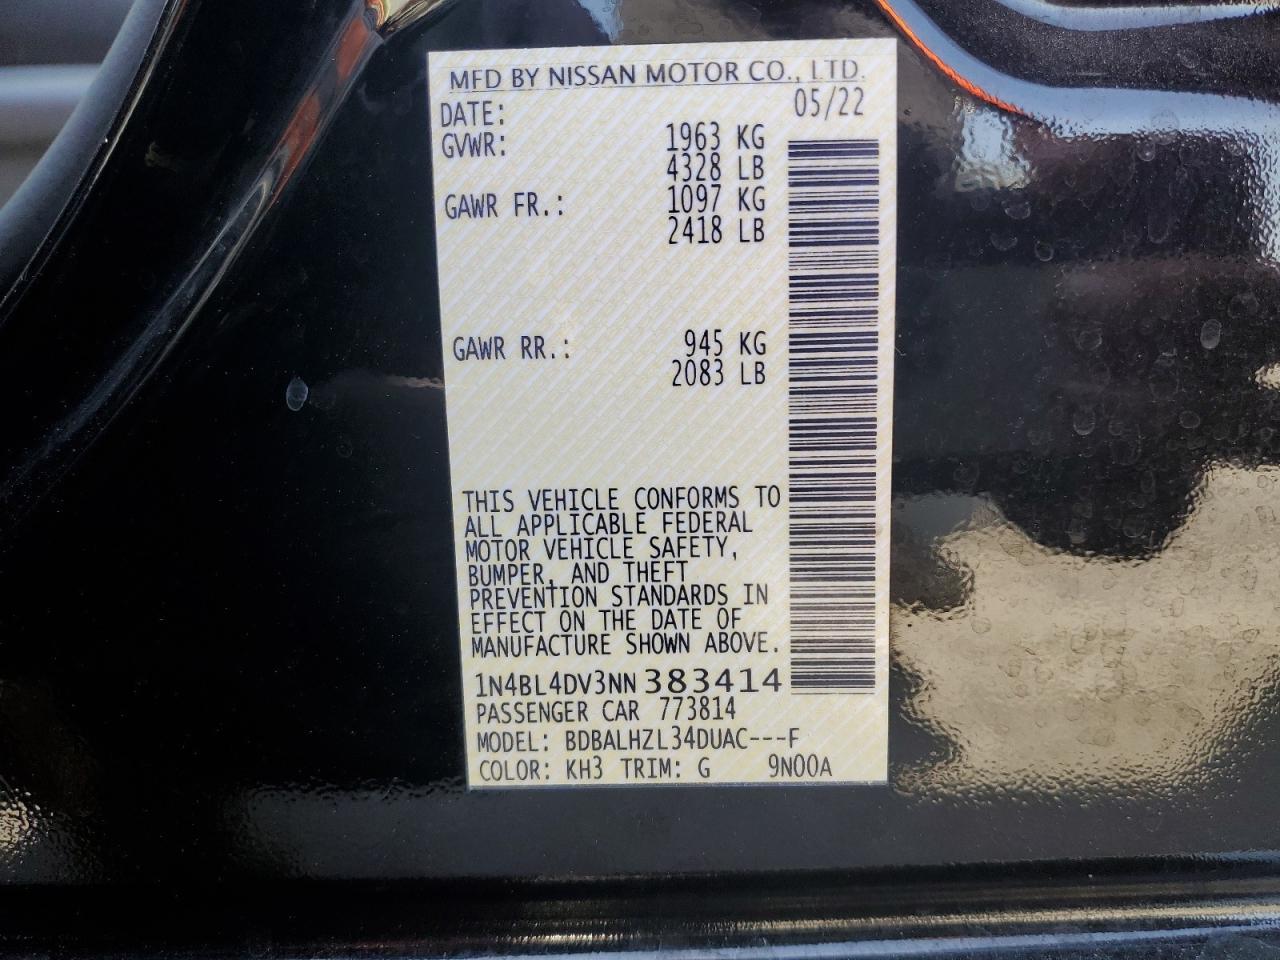 MFD BY NISSAN MOTOR CO., LTD.
DATE: 05/22
GVWR: 1963 KG
4328 LB
GAWR FR.: 1097 KG
2418 LB
GAWR RR.: 945 KG
2083 LB
THIS VEHICLE CONFORMS TO
ALL APPLICABLE FEDERAL
MOTOR VEHICLE SAFETY,
BUMPER, AND THEFT
PREVENTION STANDARDS IN
EFFECT ON THE DATE OF
MANUFACTURE SHOWN ABOVE.
1N4BL4DV3NN383414
PASSENGER CAR 773814
MODEL: BDBALHZL34DUAC---F
COLOR: KH3 TRIM: G 9N00A